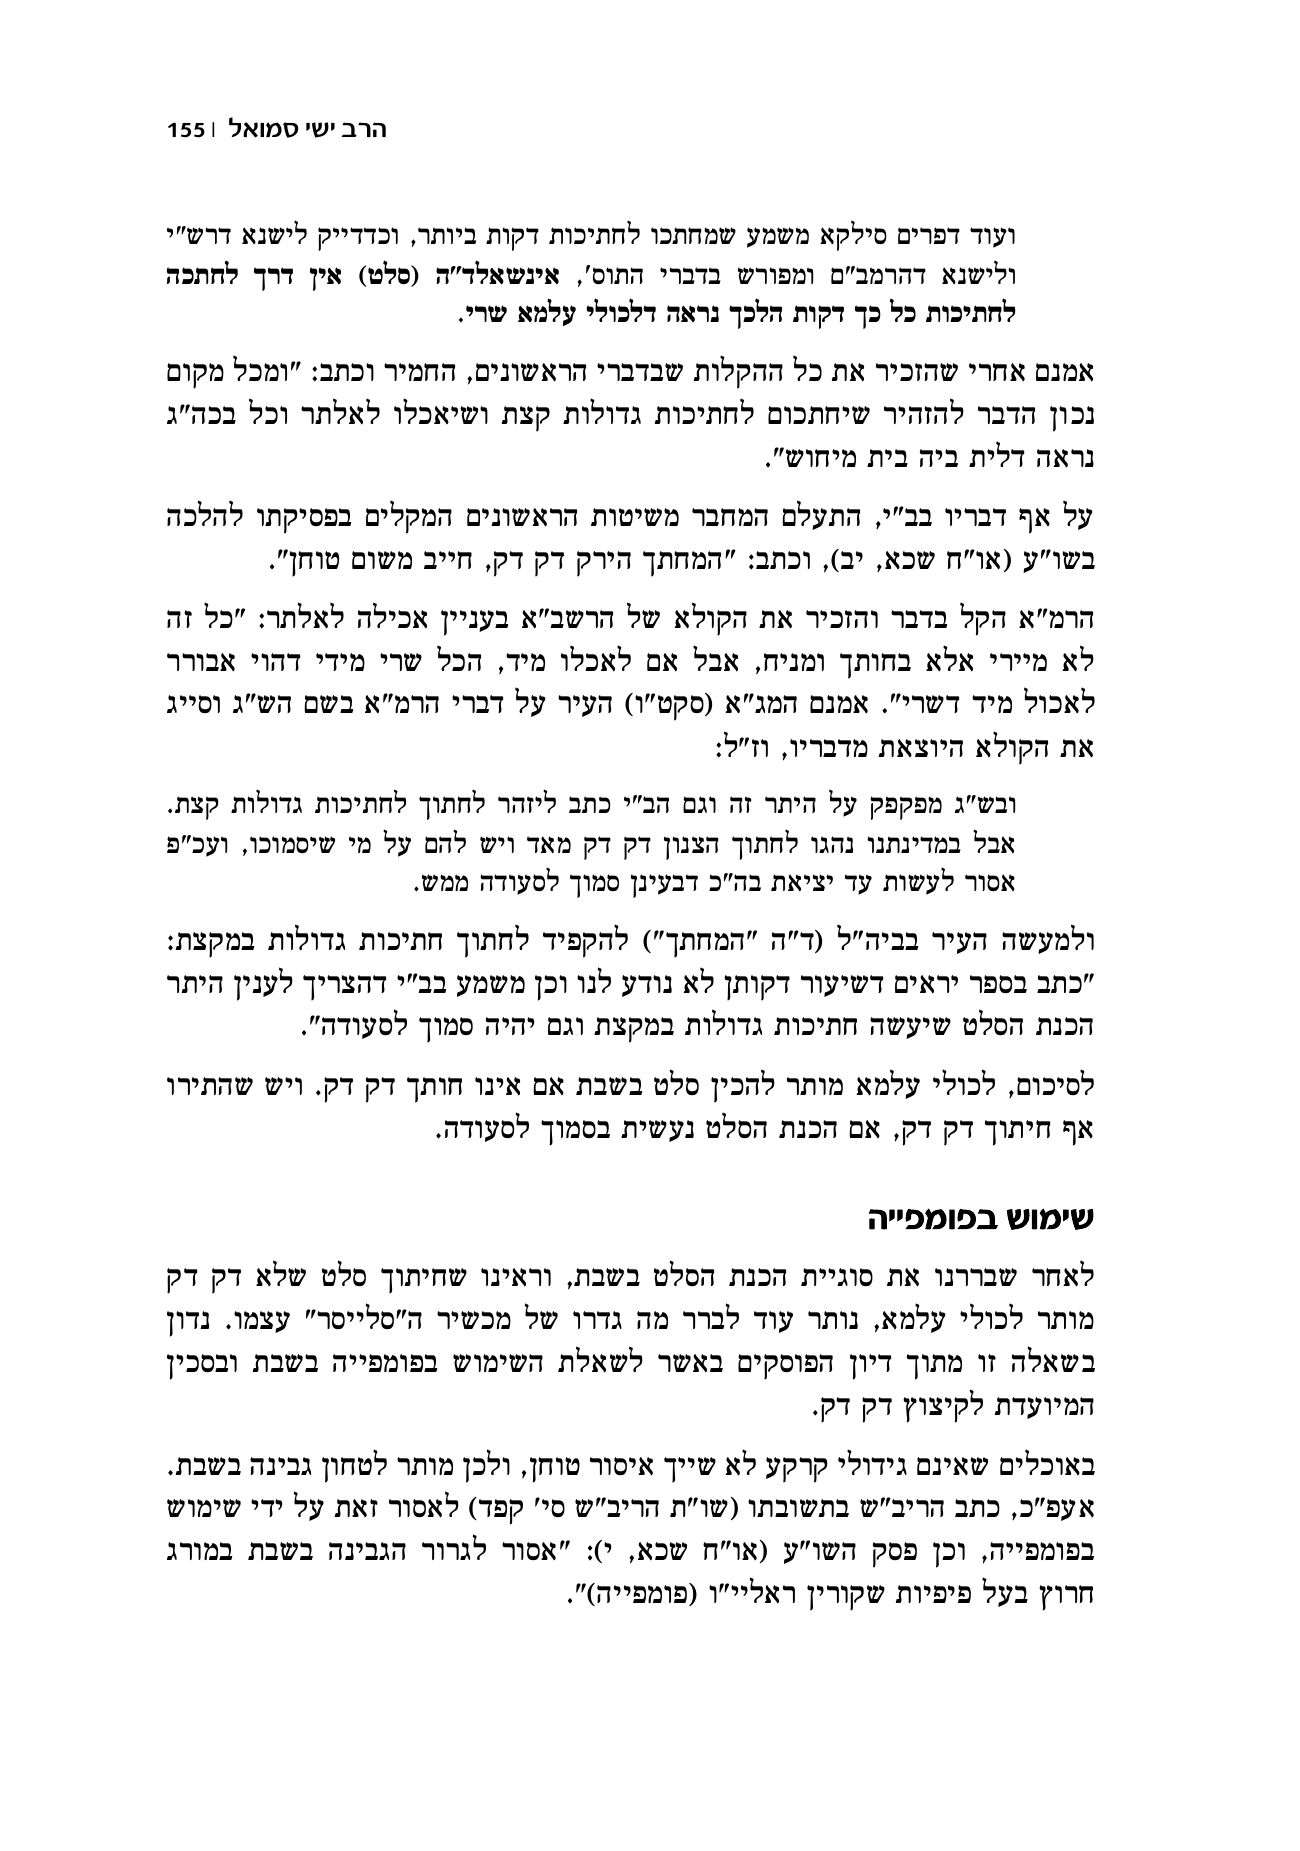 הרב ישי סמואל | 155
ועוד דפרים סילקא משמע שמחתכו לחתיכות דקות ביותר, וכדדייק לישנא דרש"י
ולישנא דהרמב"ם ומפורש בדברי התוס', אינשאלד"ה (סלט) אין דרך לחתכה
לחתיכות כל כך דקות הלכך נראה דלכולי עלמא שרי.
אמנם אחרי שהזכיר את כל ההקלות שבדברי הראשונים, החמיר וכתב: "ומכל מקום
נכון הדבר להזהיר שיחתכום לחתיכות גדולות קצת ושיאכלו לאלתר וכל בכה"ג
נראה דלית ביה בית מיחוש".
על אף דבריו בב"י, התעלם המחבר משיטות הראשונים המקלים בפסיקתו להלכה
בשו"ע (או"ח שכא, יב), וכתב: "המחתך הירק דק דק, חייב משום טוחן".
הרמ"א הקל בדבר והזכיר את הקולא של הרשב"א בעניין אכילה לאלתר: "כל זה
לא מיירי אלא בחותך ומניח, אבל אם לאכלו מיד, הכל שרי מידי דהוי אבורר
לאכול מיד דשרי". אמנם המג"א (סקט"ו) העיר על דברי הרמ"א בשם הש"ג וסייג
את הקולא היוצאת מדבריו, וז"ל:
ובש"ג מפקפק על היתר זה וגם הב"י כתב ליזהר לחתוך לחתיכות גדולות קצת.
אבל במדינתנו נהגו לחתוך הצנון דק דק מאד ויש להם על מי שיסמוכו, ועכ"פ
אסור לעשות עד יציאת בה"כ דבעינן סמוך לסעודה ממש.
ולמעשה העיר בביה"ל (ד"ה "המחתך") להקפיד לחתוך חתיכות גדולות במקצת:
"כתב בספר יראים דשיעור דקותן לא נודע לנו וכן משמע בב"י דהצריך לענין היתר
הכנת הסלט שיעשה חתיכות גדולות במקצת וגם יהיה סמוך לסעודה".
לסיכום, לכולי עלמא מותר להכין סלט בשבת אם אינו חותך דק דק. ויש שהתירו
אף חיתוך דק דק, אם הכנת הסלט נעשית בסמוך לסעודה.
שימוש בפומפייה
לאחר שבררנו את סוגיית הכנת הסלט בשבת, וראינו שחיתוך סלט שלא דק דק
מותר לכולי עלמא, נותר עוד לברר מה גדרו של מכשיר ה"סלייסר" עצמו. נדון
בשאלה זו מתוך דיון הפוסקים באשר לשאלת השימוש בפומפייה בשבת ובסכין
המיועדת לקיצוץ דק דק.
באוכלים שאינם גידולי קרקע לא שייך איסור טוחן, ולכן מותר לטחון גבינה בשבת.
אעפ"כ, כתב הריב"ש בתשובתו (שו"ת הריב"ש סי' קפד) לאסור זאת על ידי שימוש
בפומפייה, וכן פסק השו"ע (או"ח שכא, י): "אסור לגרור הגבינה בשבת במורג
חרוץ בעל פיפיות שקורין ראליי"ו (פומפייה)".